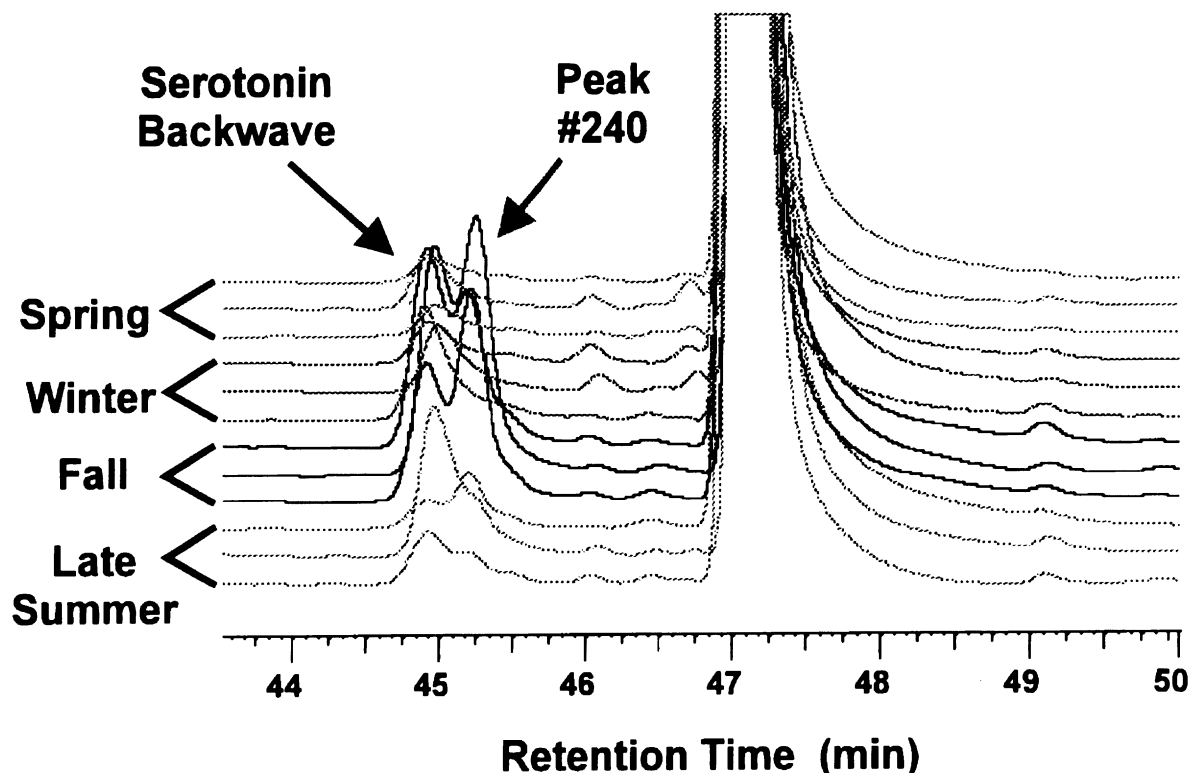 Serotonin
Backwave
Peak
#240
Spring
Winter
Fall
Late
Summer
44 45 46 47 48 49 50
Retention Time (min)